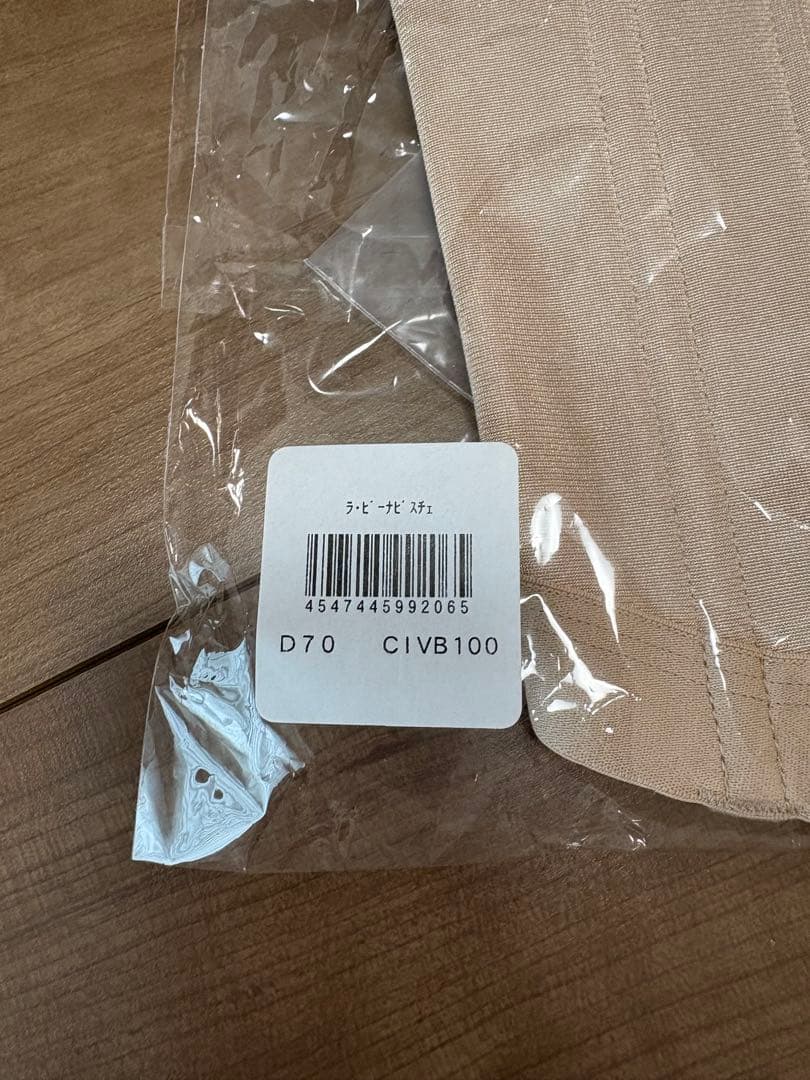 ﾗ･ﾋﾞｰﾅﾋﾞｽﾁｪ
4547445992065
D70 CIVB100